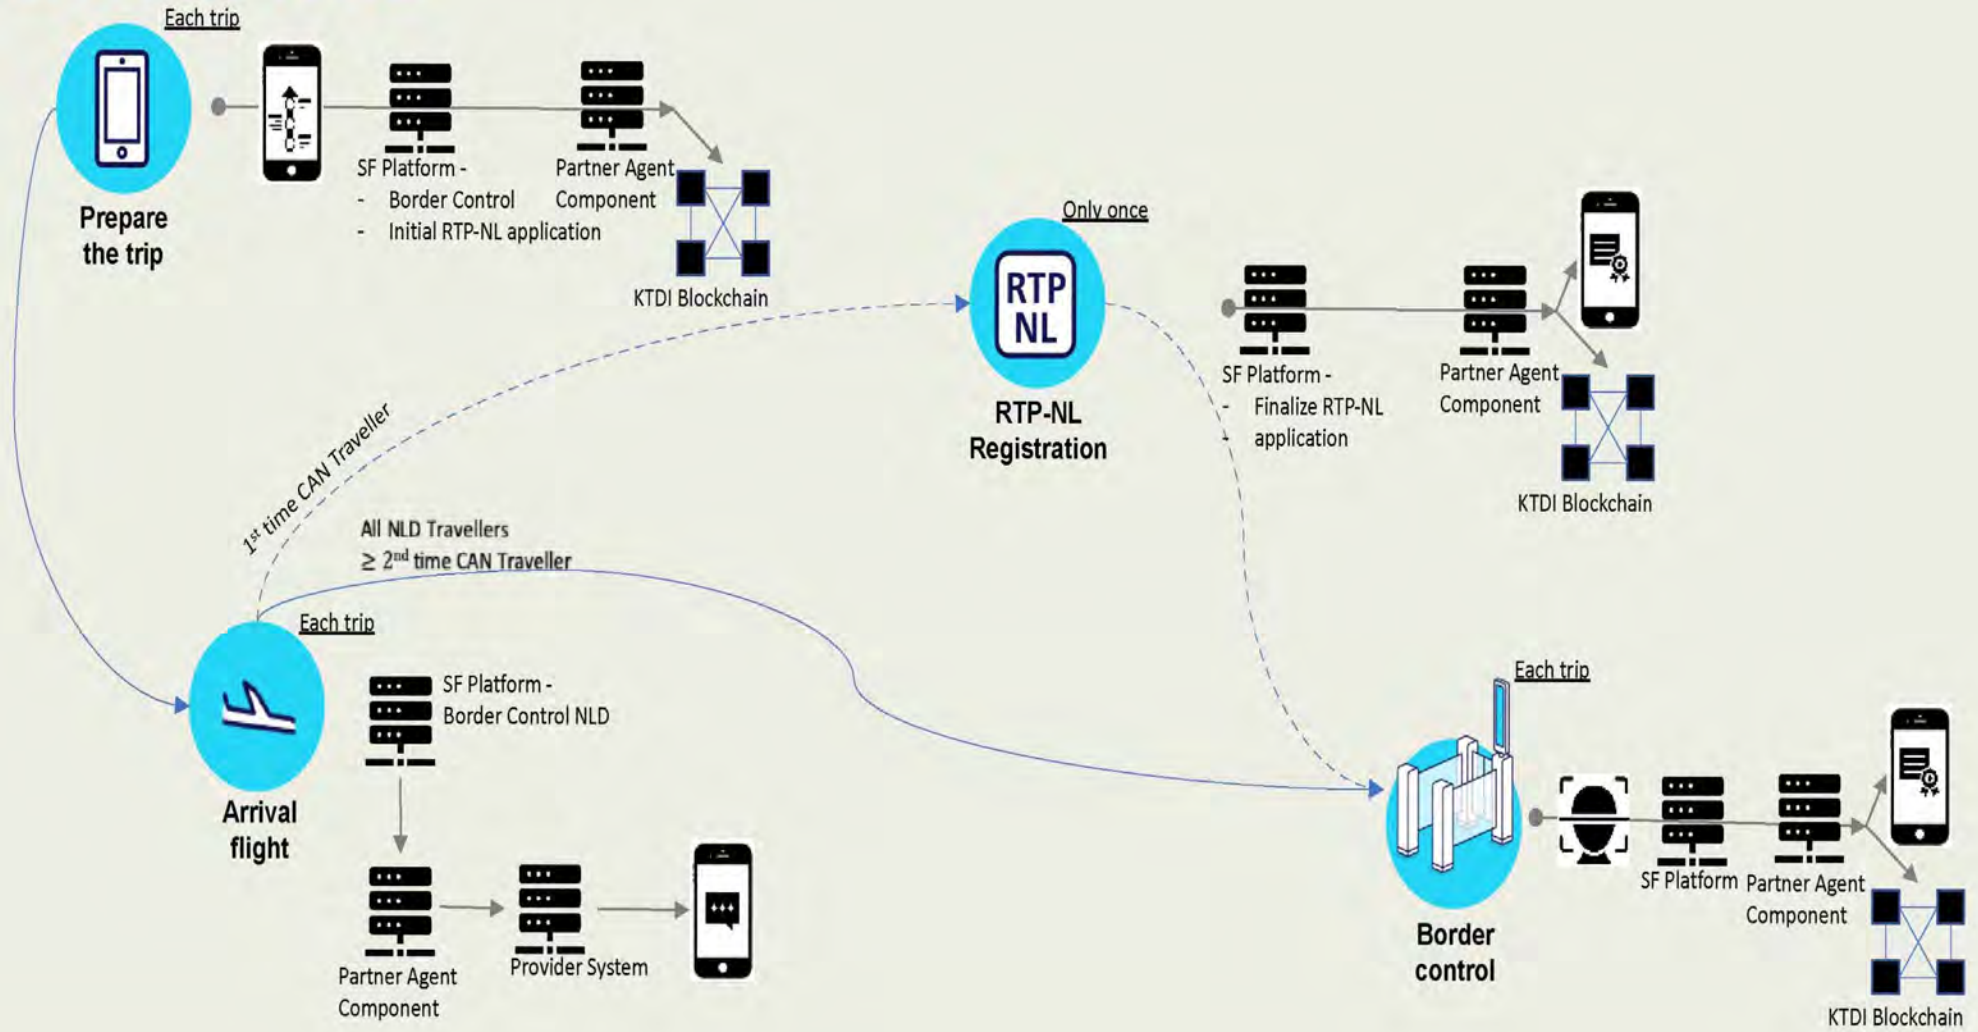 Each trip
SF Platform -
- Border Control
- Initial RTP-NL application
Partner Agent
Component
KTDI Blockchain
Prepare
the trip
Only once
RTP
NL
RTP-NL
Registration
SF Platform -
- Finalize RTP-NL
- application
Partner Agent
Component
KTDI Blockchain
1st time CAN Traveller
All NLD Travellers
≥ 2nd time CAN Traveller
Each trip
SF Platform -
Border Control NLD
Arrival
flight
Partner Agent
Component
Provider System
Each trip
SF Platform
Partner Agent
Component
Border
control
KTDI Blockchain